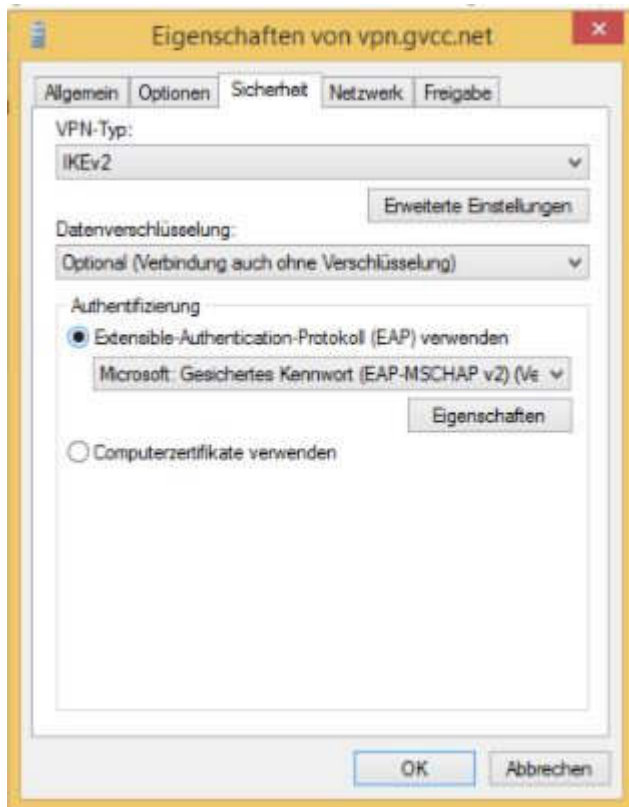 Eigenschaften von vpn.gvcc.net
Allgemein Optionen Sicherheit Netzwerk Freigabe
VPN-Typ:
IKEv2
Erweiterte Einstellungen
Datenverschlüsselung:
Optional (Verbindung auch ohne Verschlüsselung)
Authentifizierung
Extensible-Authentication-Protokoll (EAP) verwenden
Microsoft: Gesichertes Kennwort (EAP-MSCHAP v2) (Ve
Eigenschaften
Computerzertifikate verwenden
OK Abbrechen